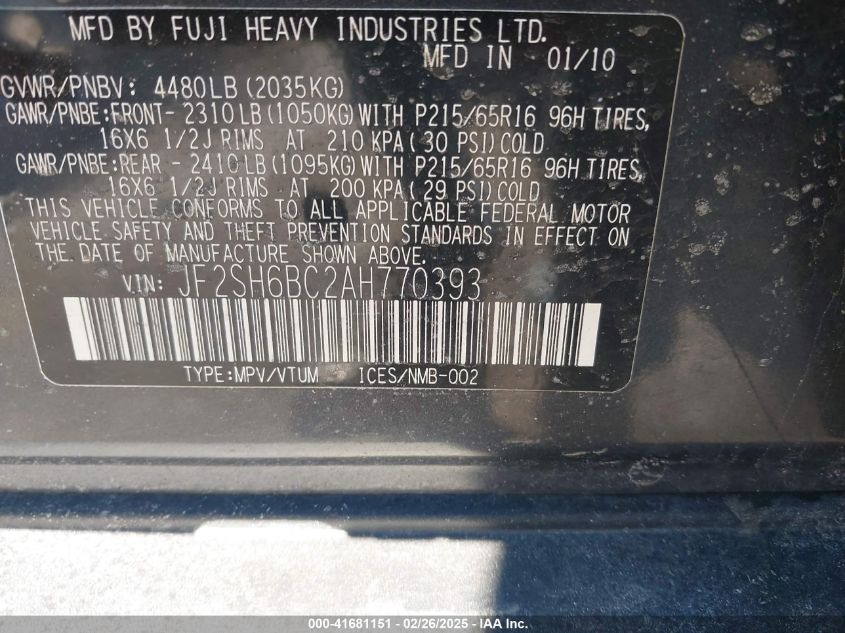 MFD BY FUJI HEAVY INDUSTRIES LTD.
MFD IN 01/10
GVWR/PNBV: 4480LB (2035KG)
GAWR/PNBE:FRONT-2310LB(1050KG)WITH P215/65R16 96H TIRES,
16X6 1/2J RIMS AT 210 KPA(30 PSI)COLD
GAWR/PNBE:REAR -2410LB(1095KG)WITH P215/65R16 96H TIRES,
16X6 1/2J RIMS AT 200 KPA(29 PSI)COLD
THIS VEHICLE CONFORMS TO ALL APPLICABLE FEDERAL MOTOR
VEHICLE SAFETY AND THEFT PREVENTION STANDARDS IN EFFECT ON
THE DATE OF MANUFACTURE SHOWN ABOVE.
VIN: JF2SH6BC2AH770393
TYPE:MPV/VTUM ICES/NMB-002
000-41681151 - 02/26/2025 - IAA Inc.